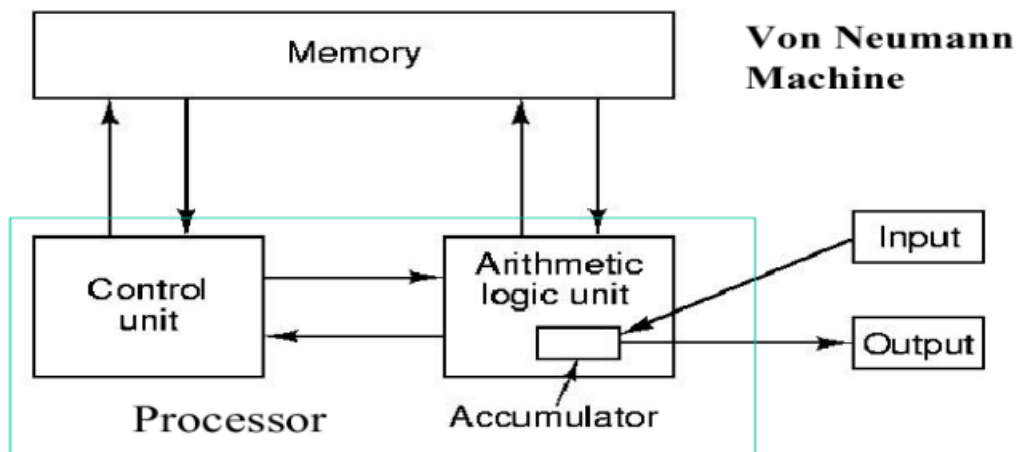 Memory
Von Neumann
Machine
Control
unit
Arithmetic
logic unit
Input
Output
Processor
Accumulator